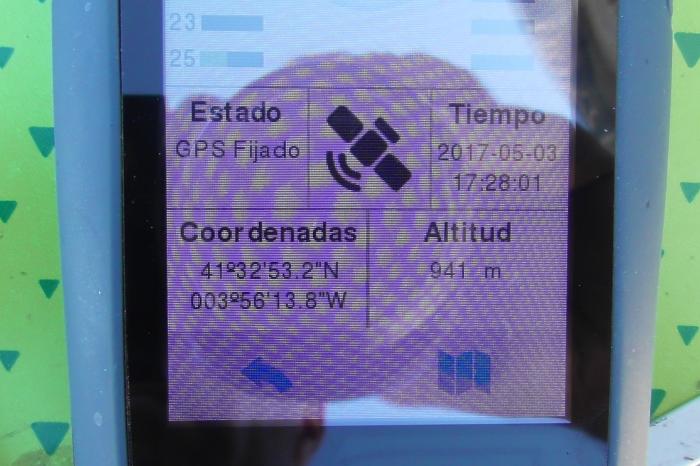 23
25
Estado
GPS Fijado
Tiempo
2017-05-03
17:28:01
Coordenadas
41º32'53.2"N
003º56'13.8"W
Altitud
941 m